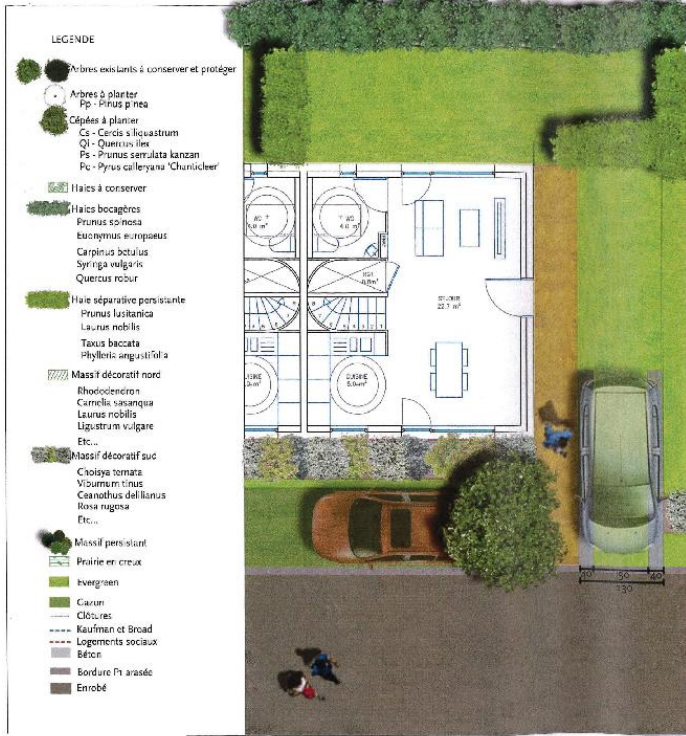 LEGENDE
Arbres existants à conserver et protéger
Arbres à planter
Pp - Pinus pinea
Cépées à planter
Cs - Cercis siliquastrum
Qi - Quercus ilex
Ps - Prunus serrulata kanzan
Pc - Pyrus calleryana 'Chanticleer'
Haies à conserver
Haies bocagères
Prunus spinosa
Euonymus europaeus
Carpinus betulus
Syringa vulgaris
Quercus robur
Haie séparative persistante
Prunus lusitanica
Laurus nobilis
Taxus baccata
Phylleria angustifolia
Massif décoratif nord
Rhododendron
Camelia sasanqua
Laurus nobilis
Ligustrum vulgare
Etc...
Massif décoratif sud
Choisya ternata
Viburnum tinus
Ceanothus delilianus
Rosa rugosa
Etc...
Massif persistant
Prairie en creux
Evergreen
Gazon
Clôtures
Kaufman et Broad
Logements sociaux
Béton
Bordure P1 arasée
Enrobé
WC
WC
SEJOUR
22.7 m²
CUISINE
5.0 m²
40 150 40
230